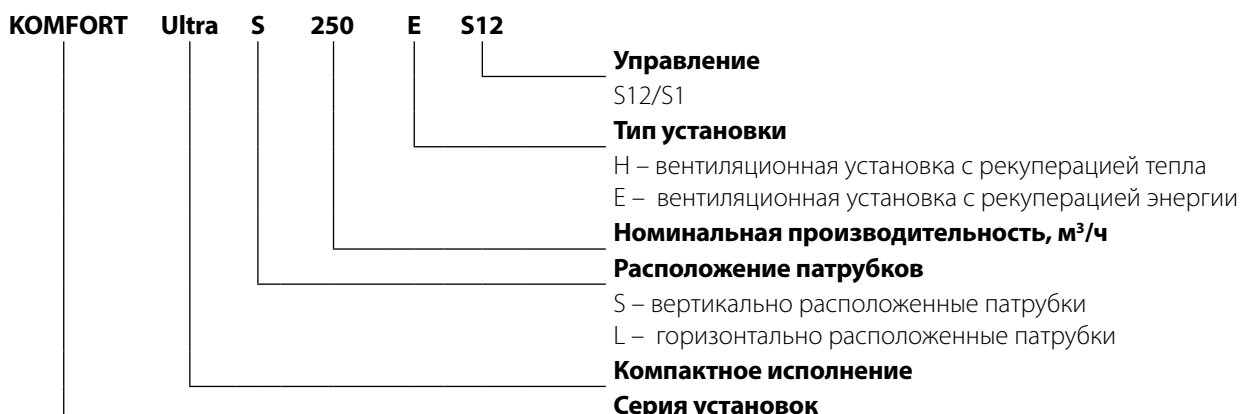 KOMFORT Ultra S 250 E S12
Управление
S12/S1
Тип установки
H – вентиляционная установка с рекуперацией тепла
E – вентиляционная установка с рекуперацией энергии
Номинальная производительность, м³/ч
Расположение патрубков
S – вертикально расположенные патрубки
L – горизонтально расположенные патрубки
Компактное исполнение
Серия установок